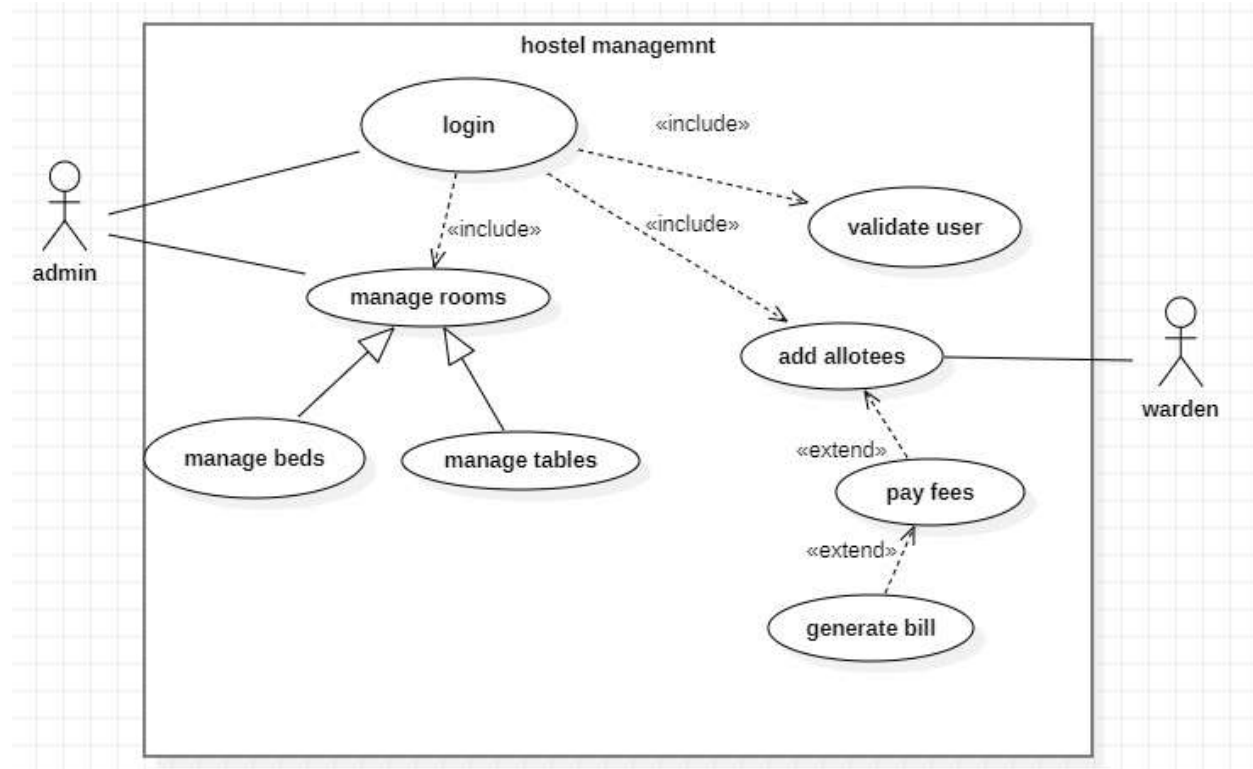 hostel managemnt
login
«include»
validate user
«include»
«include»
admin
manage rooms
add allotees
warden
manage beds
manage tables
«extend»
pay fees
«extend»
generate bill